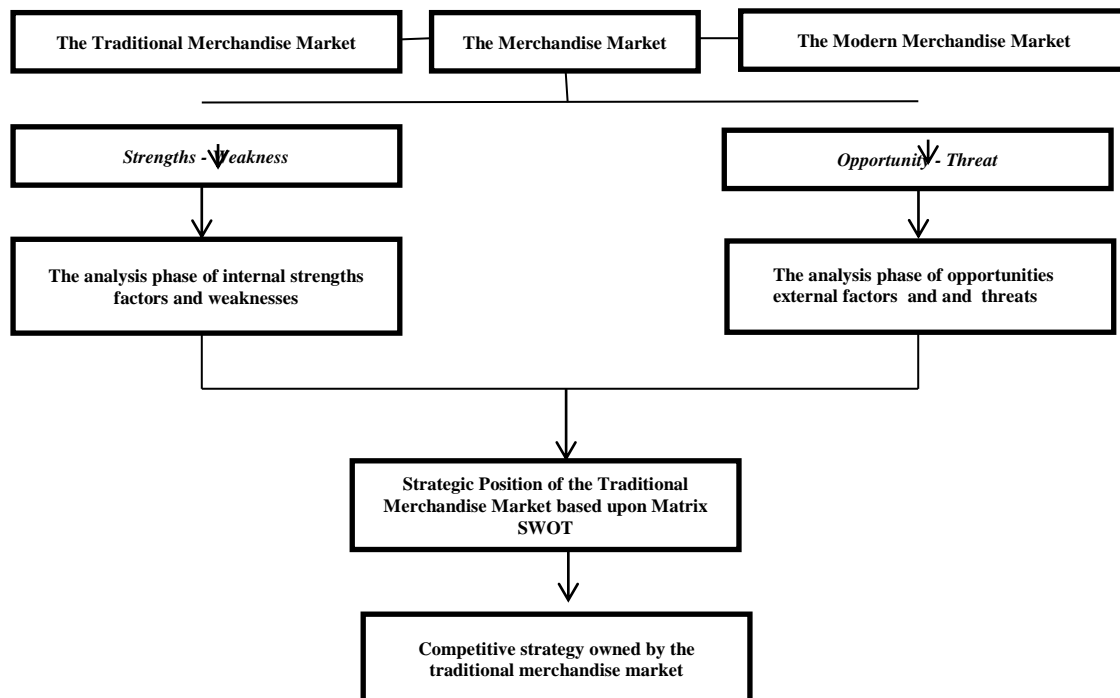 The Traditional Merchandise Market
The Merchandise Market
The Modern Merchandise Market
Strengths - Weakness
Opportunity - Threat
The analysis phase of internal strengths
factors and weaknesses
The analysis phase of opportunities
external factors and and threats
Strategic Position of the Traditional
Merchandise Market based upon Matrix
SWOT
Competitive strategy owned by the
traditional merchandise market